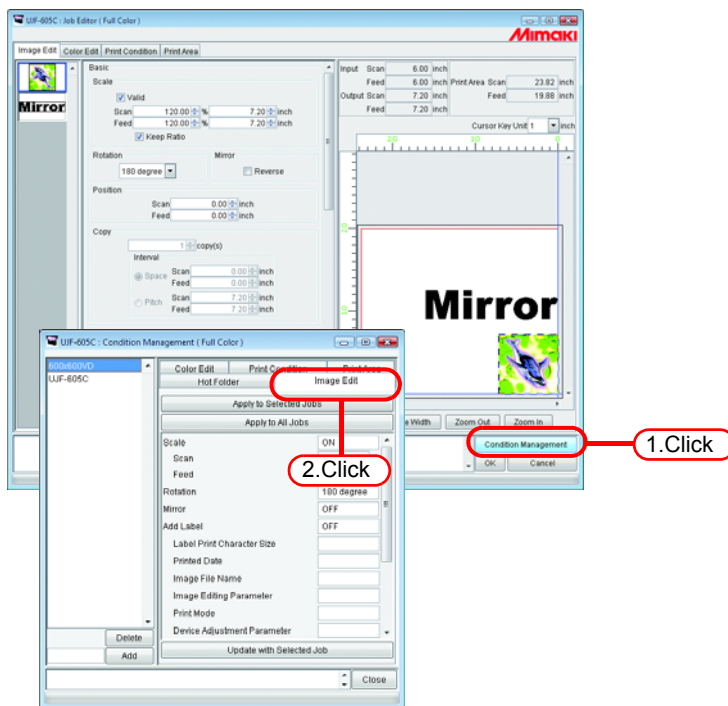 UJF-605C : Job Editor ( Full Color )
Mimaki
Image Edit Color Edit Print Condition Print Area
Mirror
Basic
Scale
Valid
Scan 120.00 % 7.20 inch
Feed 120.00 % 7.20 inch
Keep Ratio
Rotation Mirror
180 degree Reverse
Position
Scan 0.00 inch
Feed 0.00 inch
Copy
1 copy(s)
Interval
Space Scan 0.00 inch
Feed 0.00 inch
Pitch Scan 7.20 inch
Feed 7.20 inch
Input Scan 6.00 inch
Feed 6.00 inch Print Area Scan 23.82 inch
Output Scan 7.20 inch Feed 19.88 inch
Feed 7.20 inch
Cursor Key Unit 1 inch
20 10
20
Mirror
Width Zoom Out Zoom In
Condition Management
OK Cancel
1.Click
UJF-605C : Condition Management ( Full Color )
600x600VD
UJF-605C
Color Edit Print Condition Print Area
Hot Folder Image Edit
Apply to Selected Jobs
Apply to All Jobs
Scale ON
Scan
Feed
2.Click
Rotation 180 degree
Mirror OFF
Add Label OFF
Label Print Character Size
Printed Date
Image File Name
Image Editing Parameter
Print Mode
Device Adjustment Parameter
Delete
Add
Update with Selected Job
Close